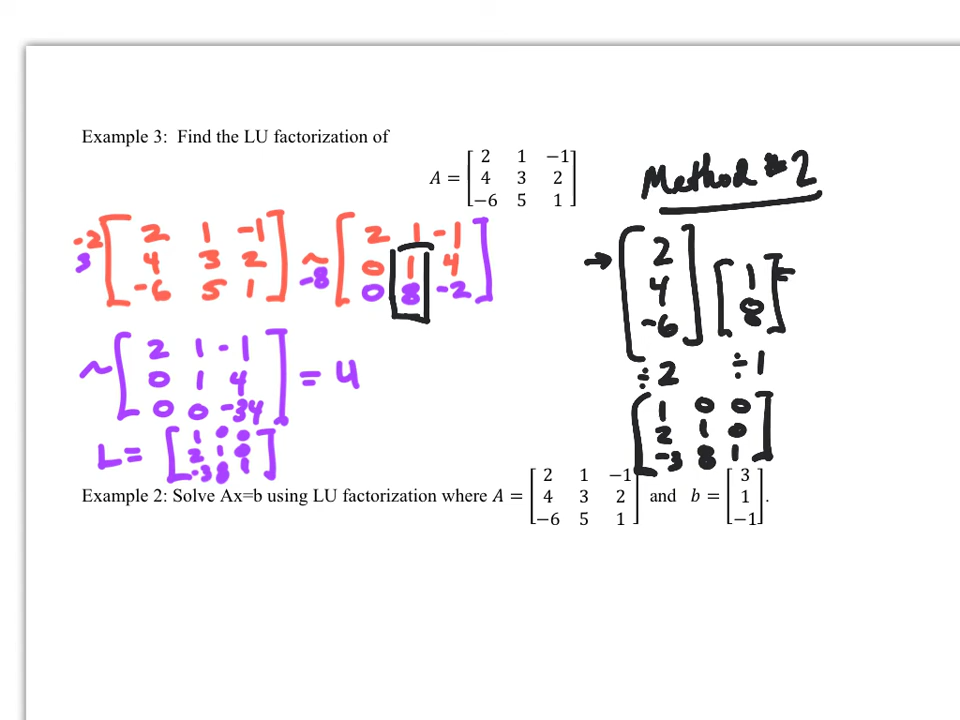 Example 3: Find the LU factorization of
A = [ 2 1 −1
4 3 2
−6 5 1 ]
Method #2
-2 [ 2 1 -1 ] ~ [ 2 1 -1 ]
3 4 3 2 -8 0 1 4
-6 5 1 0 8 -2
→ [ 2
4
-6 ]
[ 1
8 ] ←
÷2 ÷1
~ [ 2 1 -1
0 1 4
0 0 -34 ] = U
L = [ 1 0 0
2 1 0
-3 8 1 ]
[ 1 0 0
2 1 0
-3 8 1 ]
Example 2: Solve Ax=b using LU factorization where A = [ 2 1 −1
4 3 2
−6 5 1 ] and b = [ 3
1
−1 ].